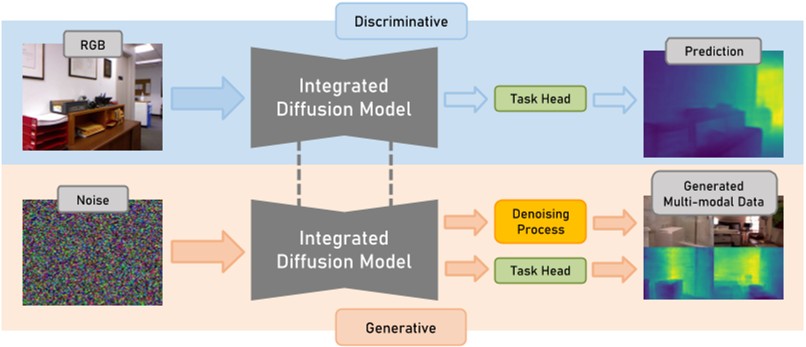 Discriminative
RGB
Integrated
Diffusion Model
Task Head
Prediction
Noise
Integrated
Diffusion Model
Denoising
Process
Task Head
Generated
Multi-modal Data
Generative